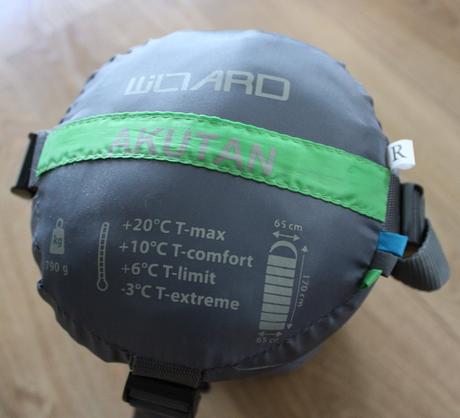 WIZARD
AKUTAN
R
kg
790 g
+20°C T-max
+10°C T-comfort
+6°C T-limit
-3°C T-extreme
65 cm
170 cm
65 cm